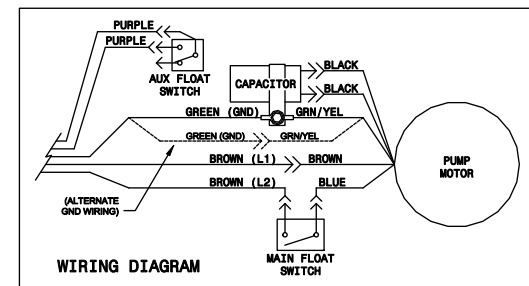 PURPLE
PURPLE
AUX FLOAT
SWITCH
CAPACITOR
BLACK
BLACK
GREEN (GND) GRN/YEL
GREEN (GND) GRN/YEL
BROWN (L1) BROWN
BROWN (L2) BLUE
(ALTERNATE
GND WIRING)
PUMP
MOTOR
MAIN FLOAT
SWITCH
WIRING DIAGRAM